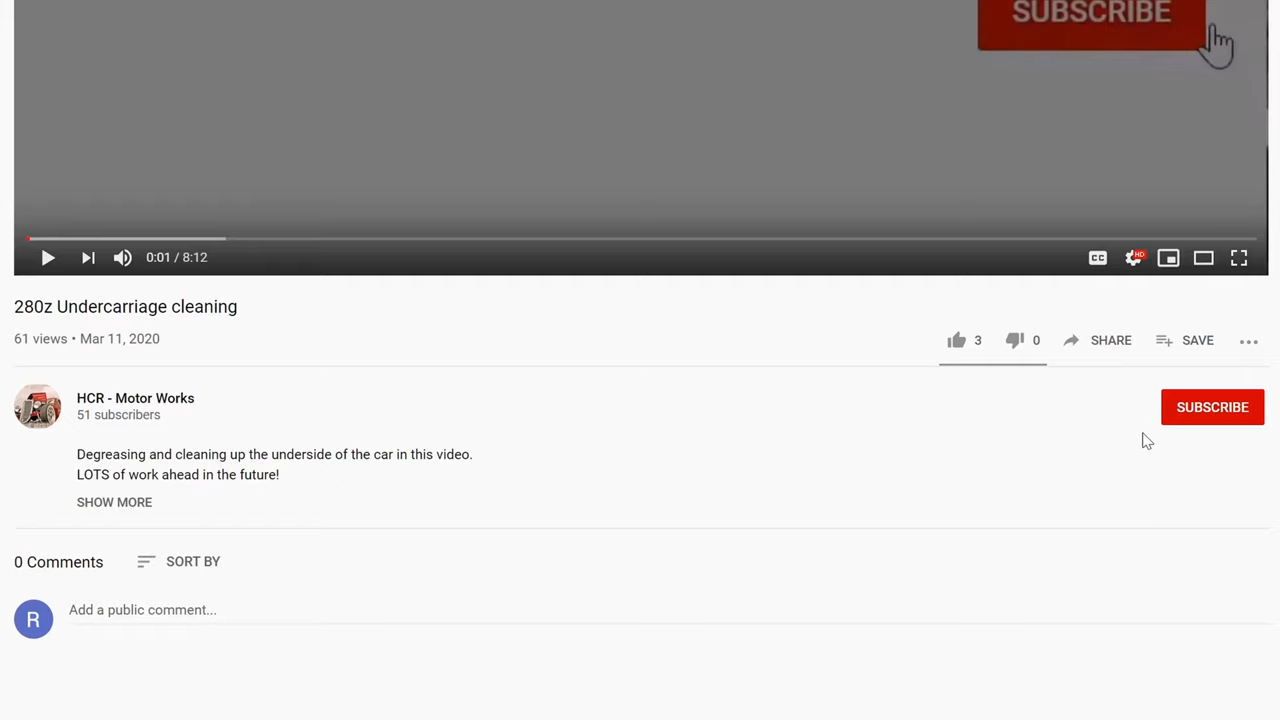 SUBSCRIBE
0:01 / 8:12
CC
HD
280z Undercarriage cleaning
61 views • Mar 11, 2020
3
0
SHARE
SAVE
HCR - Motor Works
51 subscribers
SUBSCRIBE
Degreasing and cleaning up the underside of the car in this video.
LOTS of work ahead in the future!
SHOW MORE
0 Comments
SORT BY
R
Add a public comment...